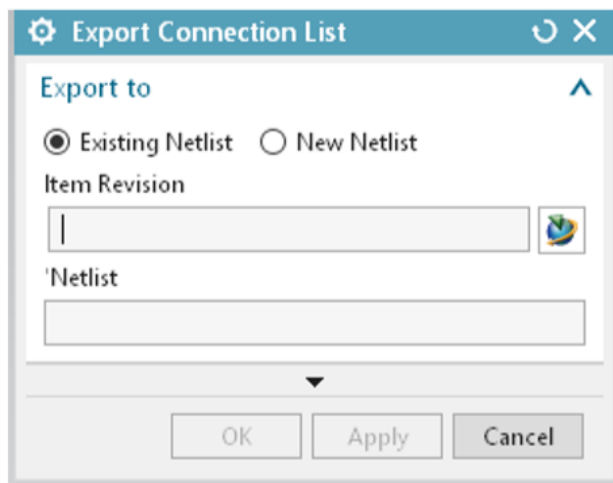 Export Connection List
Export to
Existing Netlist New Netlist
Item Revision
'Netlist
OK Apply Cancel